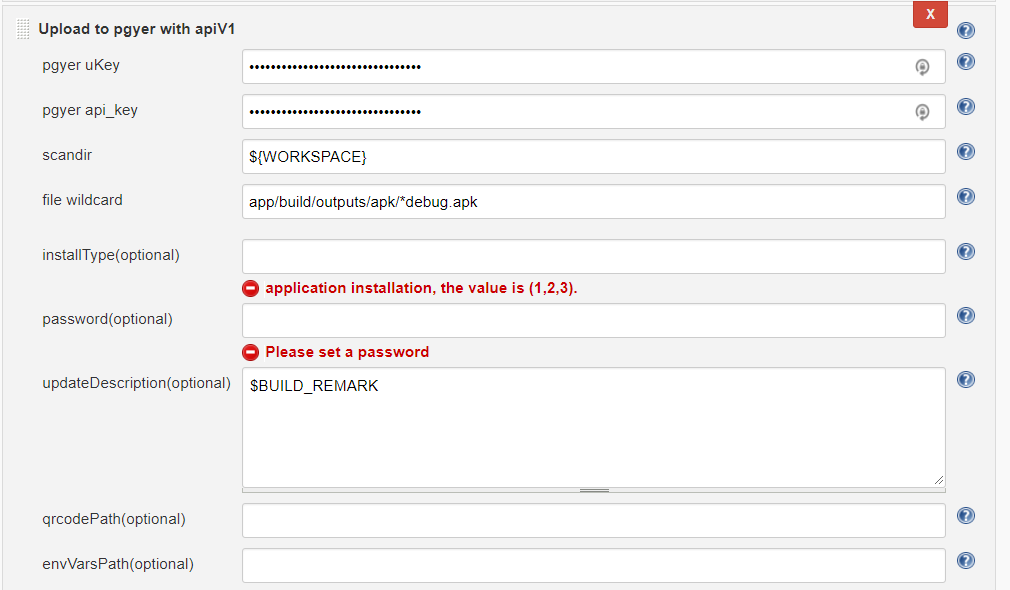 X
Upload to pgyer with apiV1
pgyer uKey ••••••••••••••••••••••••••••••••
pgyer api_key ••••••••••••••••••••••••••••••••
scandir ${WORKSPACE}
file wildcard app/build/outputs/apk/*debug.apk
installType(optional)
application installation, the value is (1,2,3).
password(optional)
Please set a password
updateDescription(optional) $BUILD_REMARK
qrcodePath(optional)
envVarsPath(optional)